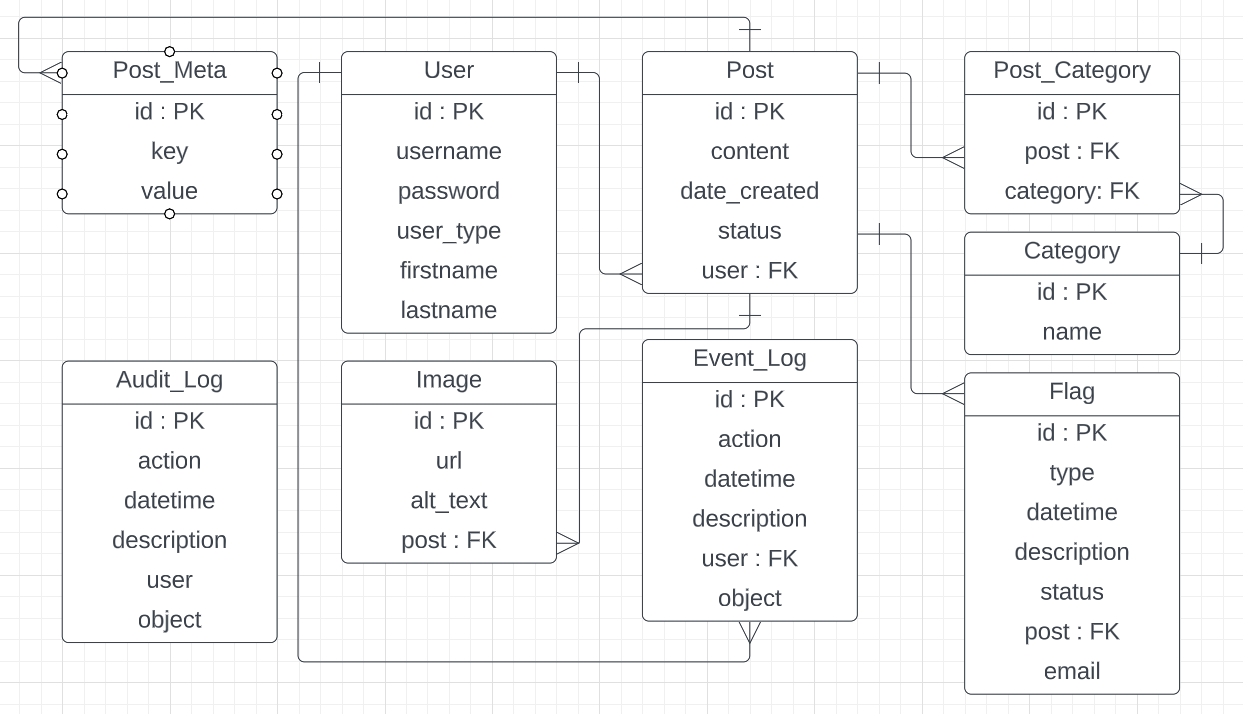 Post_Meta
id : PK
key
value
User
id : PK
username
password
user_type
firstname
lastname
Post
id : PK
content
date_created
status
user : FK
Post_Category
id : PK
post : FK
category: FK
Category
id : PK
name
Audit_Log
id : PK
action
datetime
description
user
object
Image
id : PK
url
alt_text
post : FK
Event_Log
id : PK
action
datetime
description
user : FK
object
Flag
id : PK
type
datetime
description
status
post : FK
email